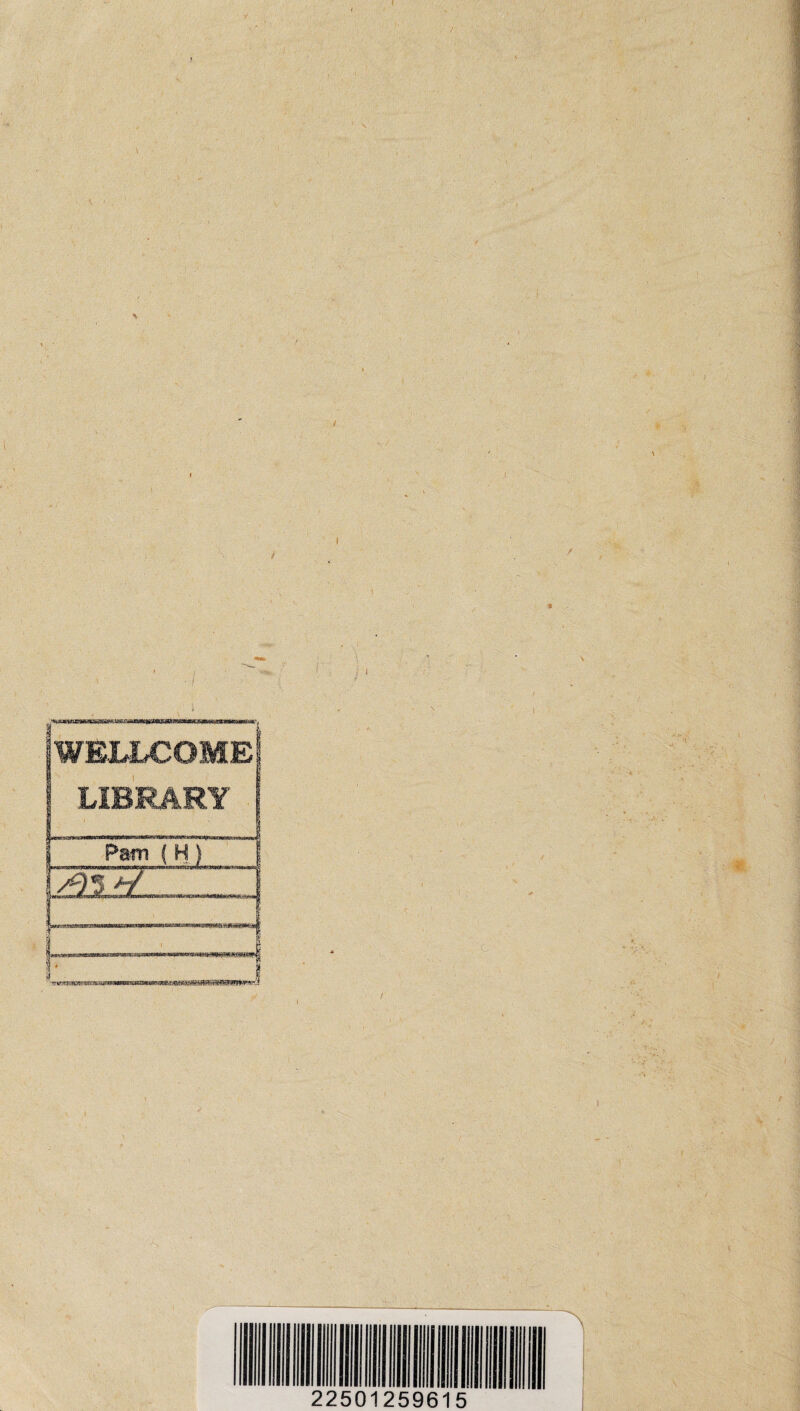 WELLCOME
LIBRARY
Pam (H)
22501259615